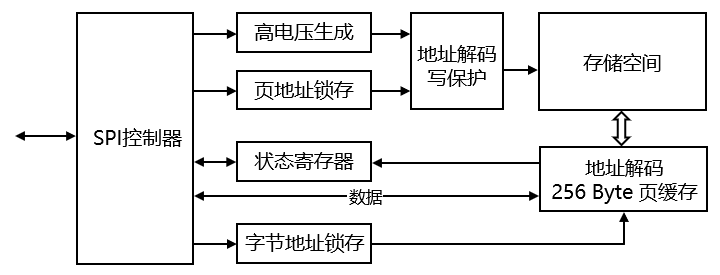 SPI控制器
高电压生成
页地址锁存
状态寄存器
数据
字节地址锁存
地址解码
写保护
存储空间
地址解码
256 Byte 页缓存